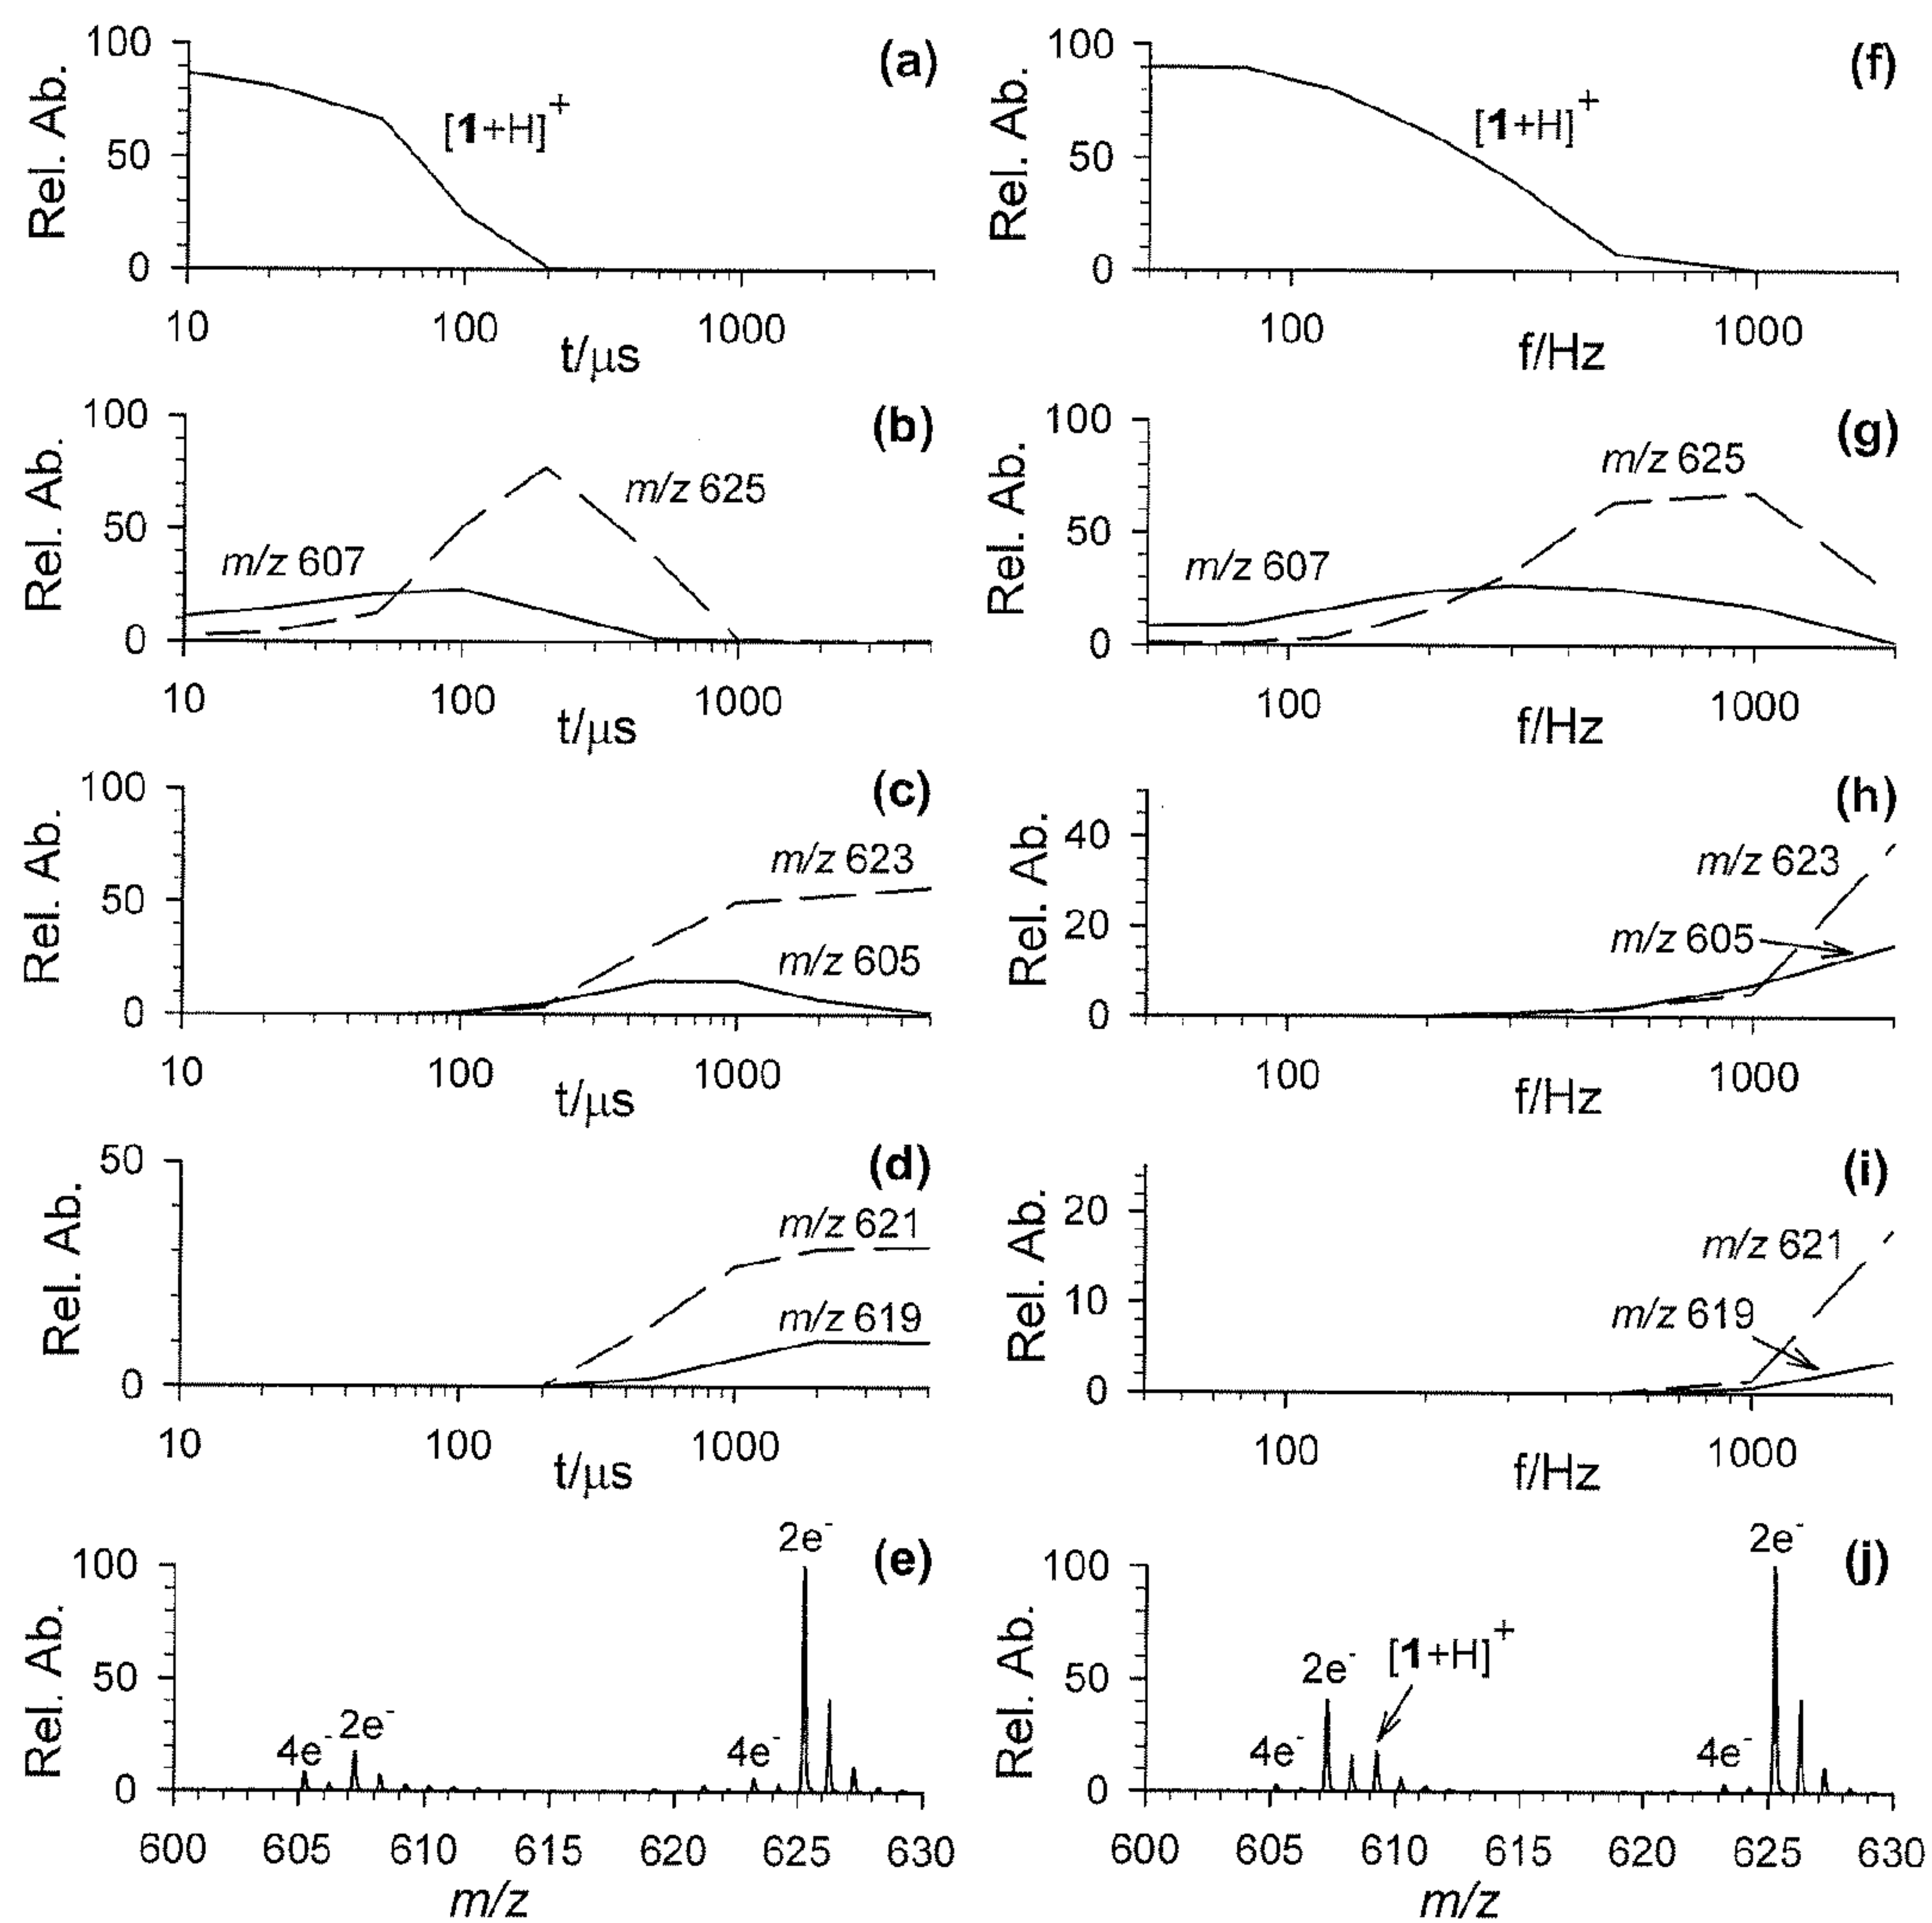 (a)
Rel. Ab.
100
50
0
[1+H]+
10 100 1000
t/μs
(f)
Rel. Ab.
100
50
0
[1+H]+
100 1000
f/Hz
(b)
Rel. Ab.
100
50
0
m/z 625
m/z 607
10 100 1000
t/μs
(g)
Rel. Ab.
100
50
0
m/z 625
m/z 607
100 1000
f/Hz
(c)
Rel. Ab.
100
50
0
m/z 623
m/z 605
10 100 1000
t/μs
(h)
Rel. Ab.
40
20
0
m/z 623
m/z 605
100 1000
f/Hz
(d)
Rel. Ab.
50
0
m/z 621
m/z 619
10 100 1000
t/μs
(i)
Rel. Ab.
20
10
0
m/z 621
m/z 619
100 1000
f/Hz
(e)
Rel. Ab.
100
50
0
2e-
4e- 2e-
4e-
600 605 610 615 620 625 630
m/z
(j)
Rel. Ab.
100
50
0
2e-
2e- [1+H]+
4e-
4e-
600 605 610 615 620 625 630
m/z